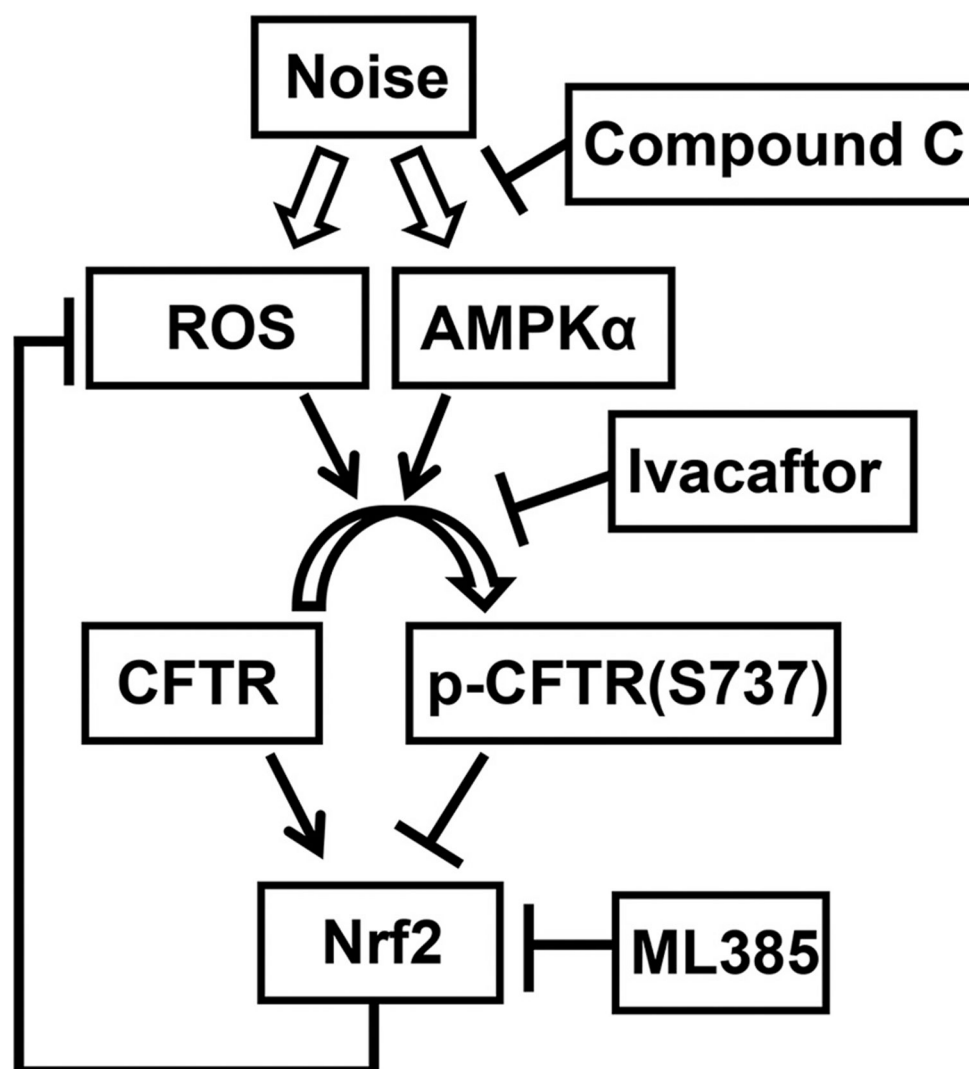 Noise
Compound C
ROS
AMPKα
Ivacaftor
CFTR
p-CFTR(S737)
Nrf2
ML385